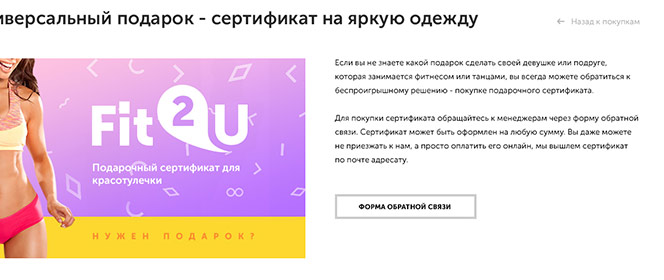 иверсальный подарок - сертификат на яркую одежду
← Назад к покупкам
Fit2U
Подарочный сертификат для
красотулечки
НУЖЕН ПОДАРОК?
Если вы не знаете какой подарок сделать своей девушке или подруге,
которая занимается фитнесом или танцами, вы всегда можете обратиться к
беспроигрышному решению - покупке подарочного сертификата.
Для покупки сертификата обращайтесь к менеджерам через форму обратной
связи. Сертификат может быть оформлен на любую сумму. Вы даже можете
не приезжать к нам, а просто оплатить его онлайн, мы вышлем сертификат
по почте адресату.
ФОРМА ОБРАТНОЙ СВЯЗИ